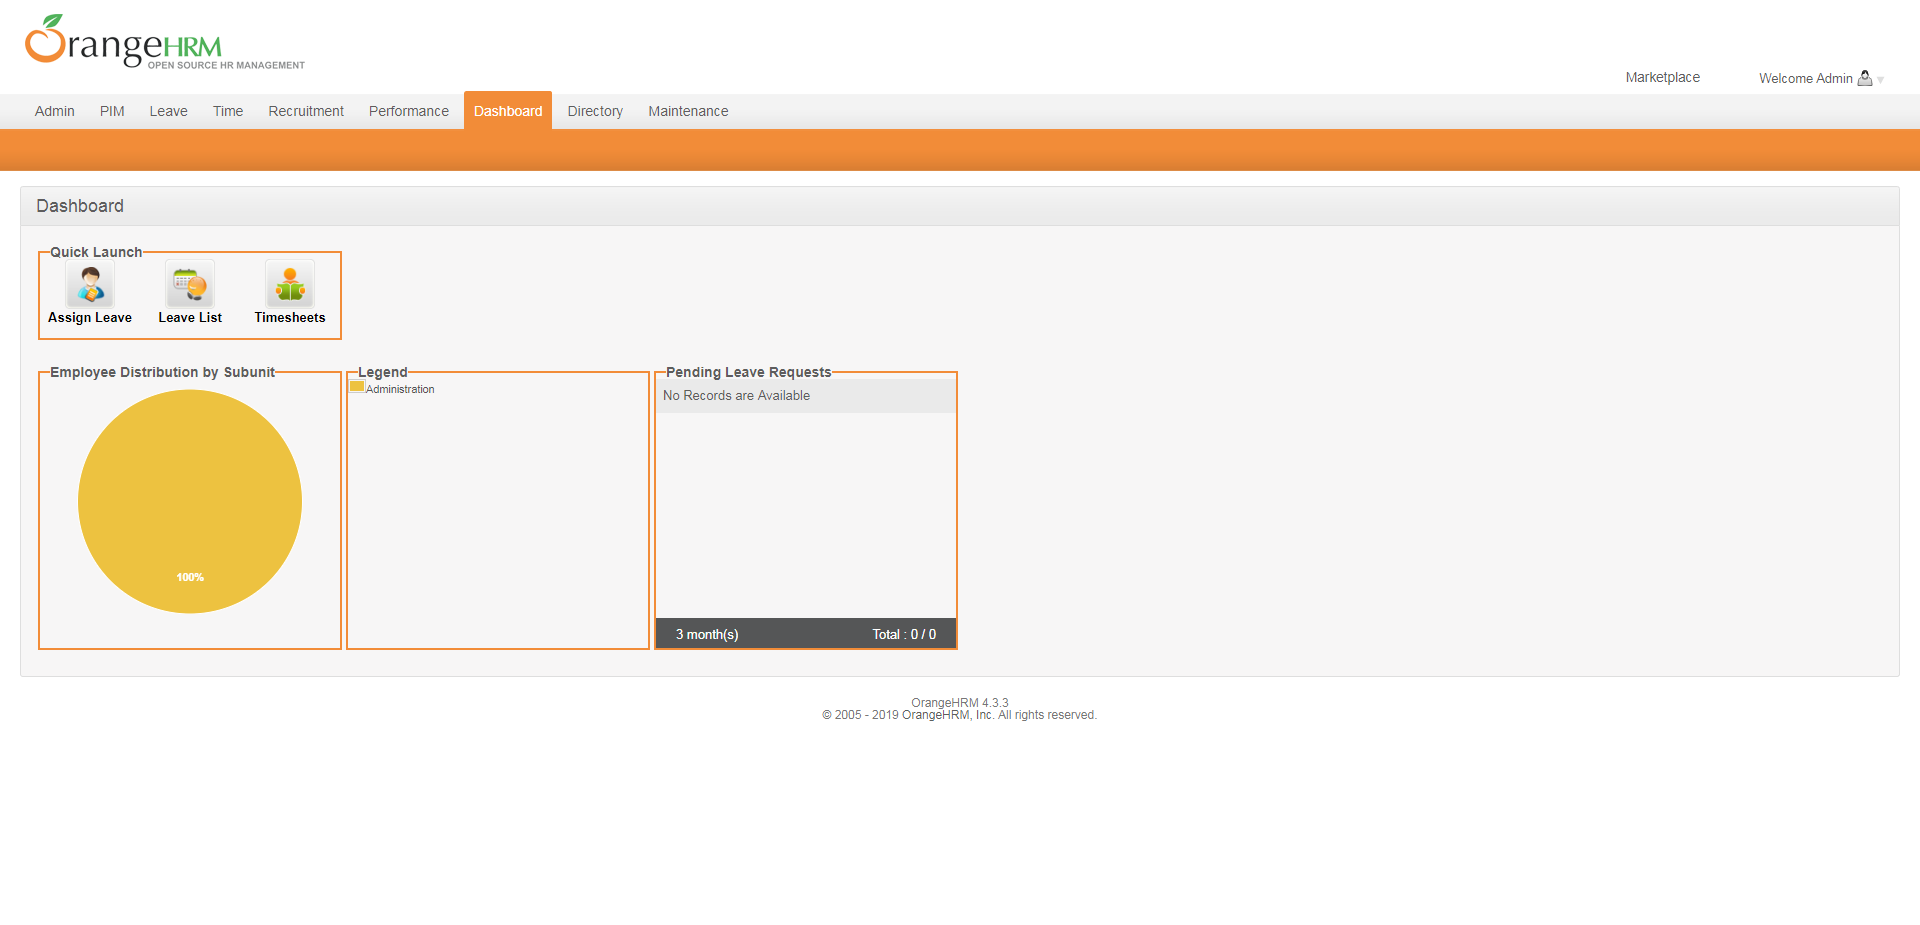 OrangeHRM
OPEN SOURCE HR MANAGEMENT
Marketplace
Welcome Admin
Admin PIM Leave Time Recruitment Performance Dashboard Directory Maintenance
Dashboard
Quick Launch
Assign Leave Leave List Timesheets
Employee Distribution by Subunit
100%
Legend
Administration
Pending Leave Requests
No Records are Available
3 month(s) Total : 0 / 0
OrangeHRM 4.3.3
© 2005 - 2019 OrangeHRM, Inc. All rights reserved.